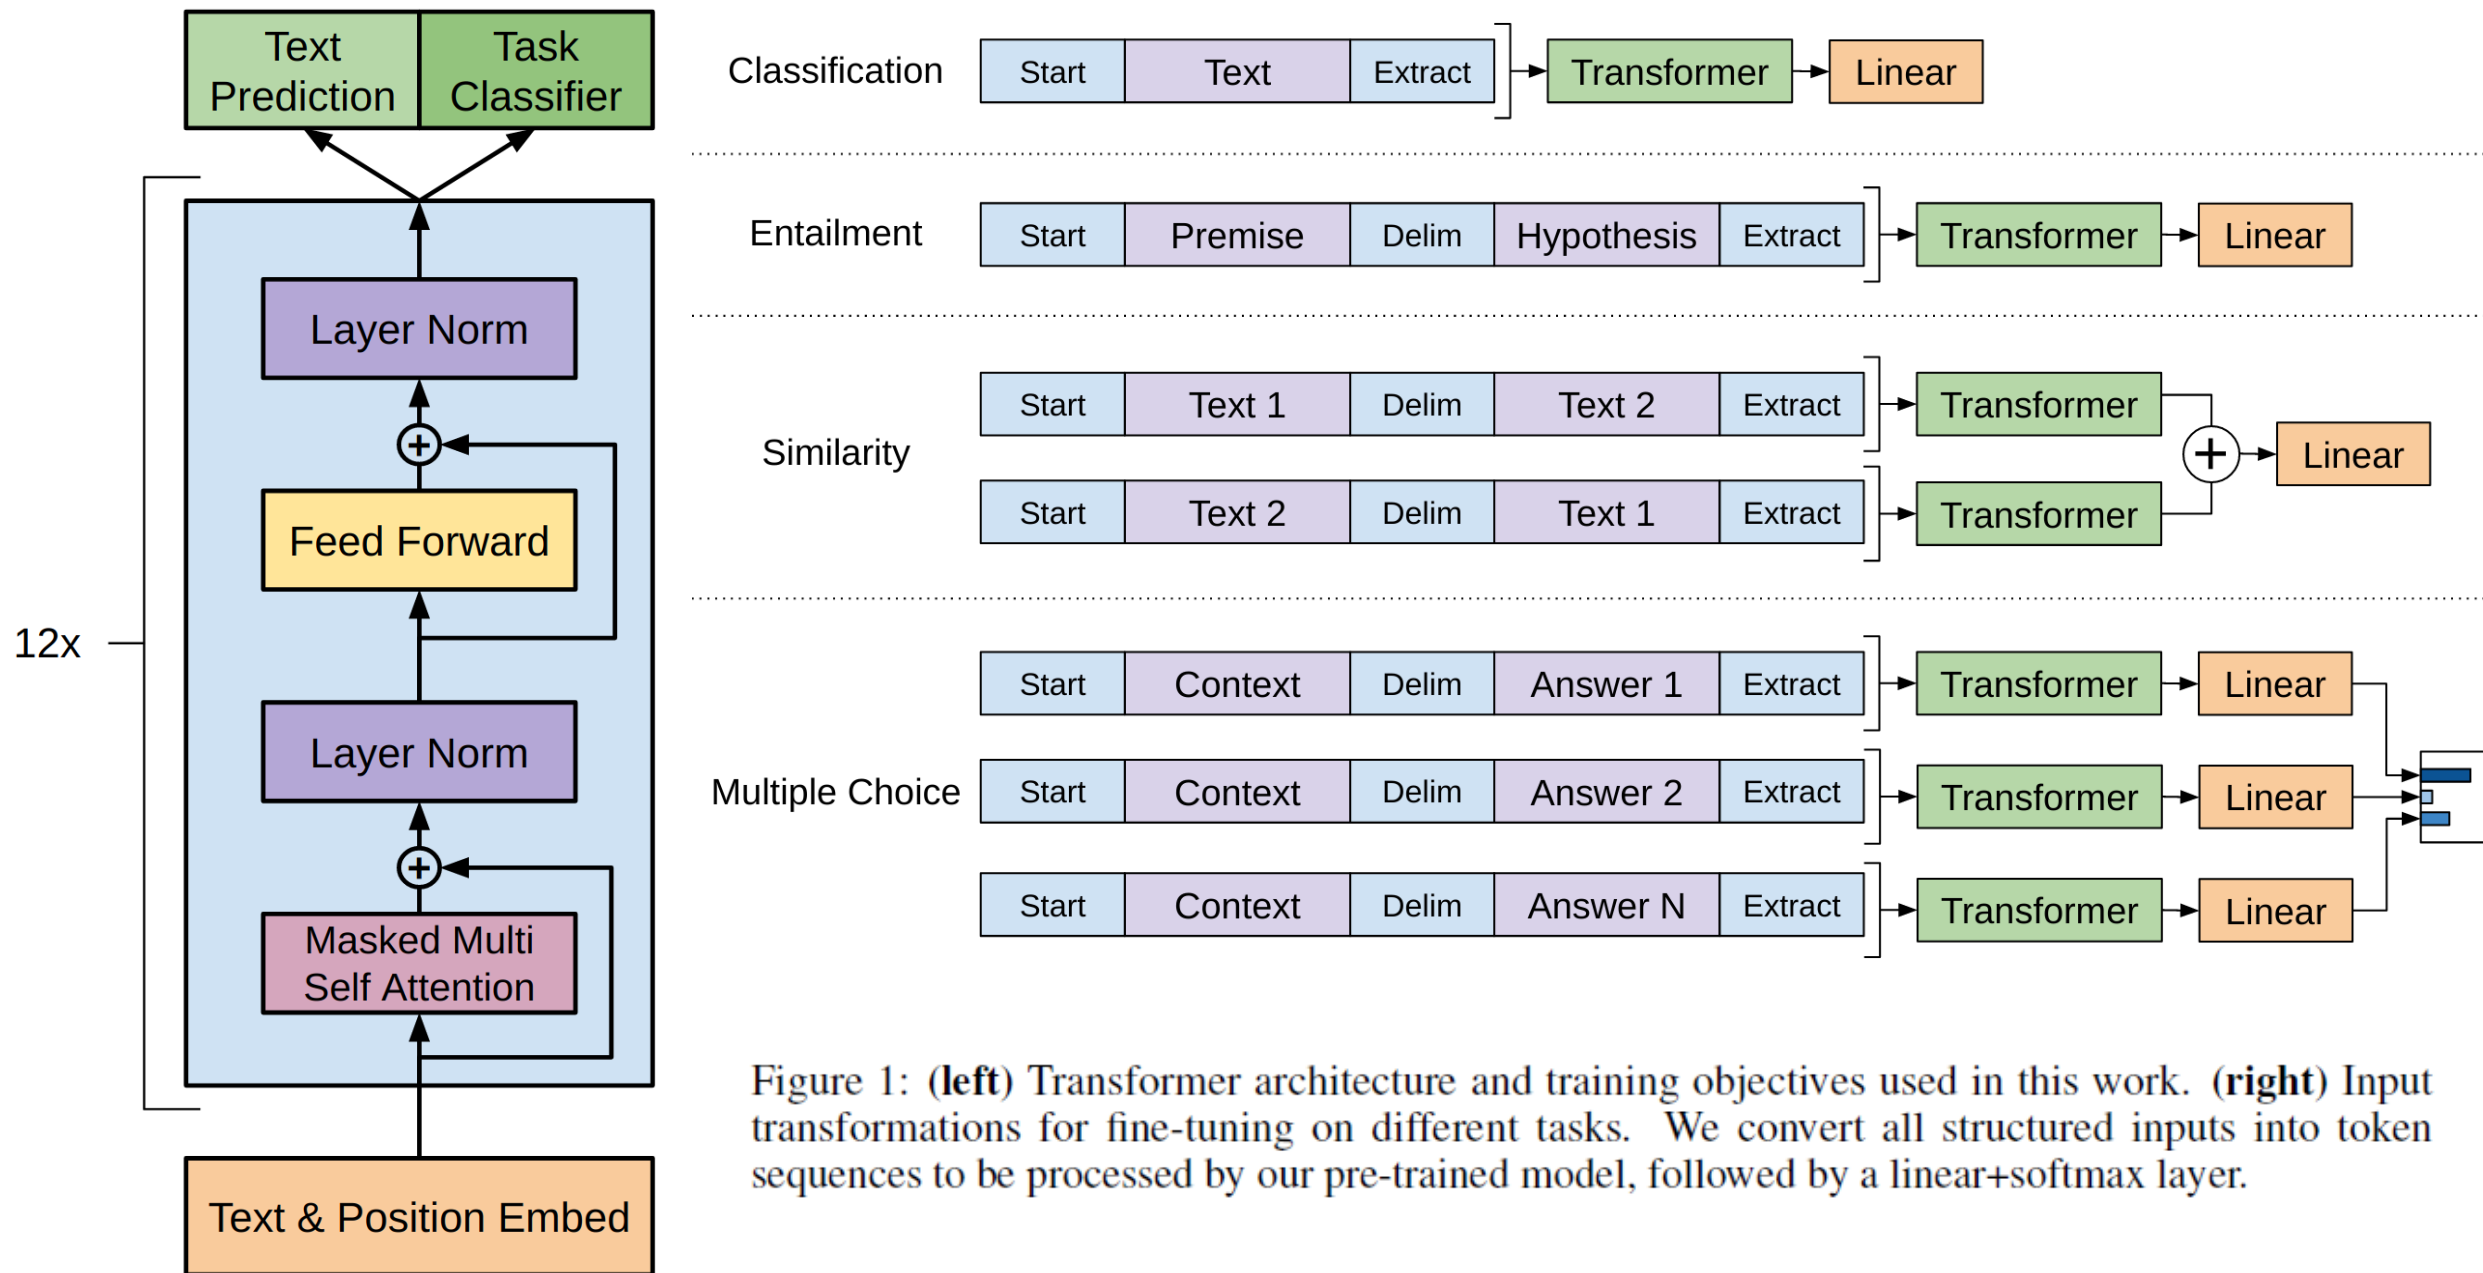 Text
Prediction
Task
Classifier
Layer Norm
+
Feed Forward
12x
Layer Norm
+
Masked Multi
Self Attention
Text & Position Embed
Classification Start Text Extract Transformer Linear
Entailment Start Premise Delim Hypothesis Extract Transformer Linear
Similarity
Start Text 1 Delim Text 2 Extract Transformer
+ Linear
Start Text 2 Delim Text 1 Extract Transformer
Multiple Choice
Start Context Delim Answer 1 Extract Transformer Linear
Start Context Delim Answer 2 Extract Transformer Linear
Start Context Delim Answer N Extract Transformer Linear
Figure 1: (left) Transformer architecture and training objectives used in this work. (right) Input
transformations for fine-tuning on different tasks. We convert all structured inputs into token
sequences to be processed by our pre-trained model, followed by a linear+softmax layer.